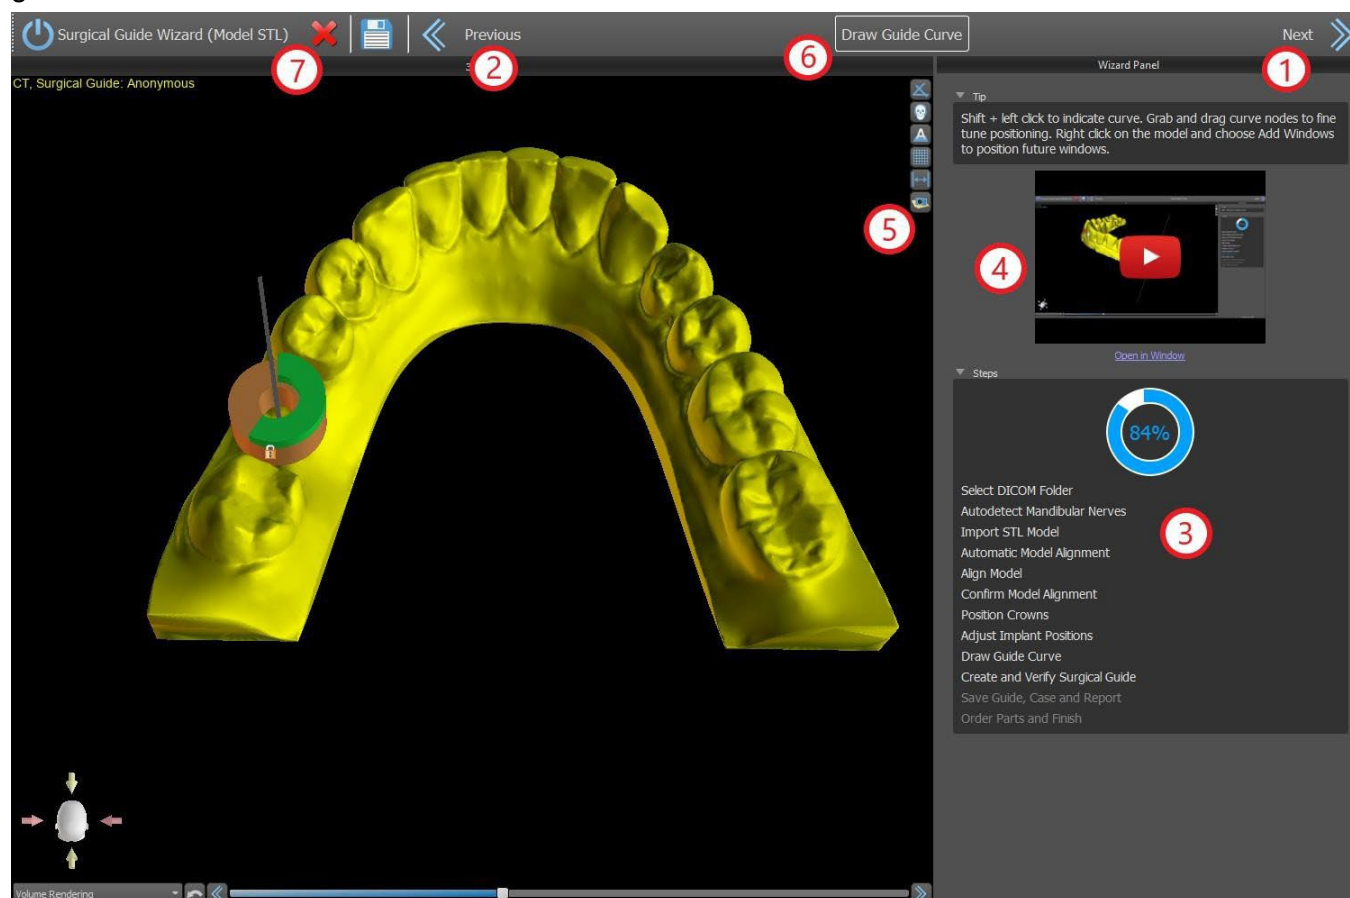 Surgical Guide Wizard (Model STL)
Previous
Draw Guide Curve
Next
7
2
6
1
Wizard Panel
CT, Surgical Guide: Anonymous
Tip
Shift + left click to indicate curve. Grab and drag curve nodes to fine
tune positioning. Right click on the model and choose Add Windows
to position future windows.
5
4
Open in Window
Steps
84%
Select DICOM Folder
Autodetect Mandibular Nerves
Import STL Model
3
Automatic Model Alignment
Align Model
Confirm Model Alignment
Position Crowns
Adjust Implant Positions
Draw Guide Curve
Create and Verify Surgical Guide
Save Guide, Case and Report
Order Parts and Finish
Volume Rendering